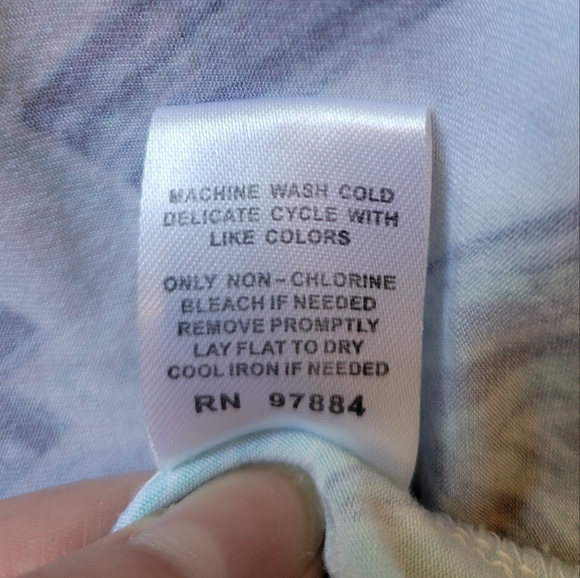 MACHINE WASH COLD
DELICATE CYCLE WITH
LIKE COLORS
ONLY NON-CHLORINE
BLEACH IF NEEDED
REMOVE PROMPTLY
LAY FLAT TO DRY
COOL IRON IF NEEDED
RN 97884